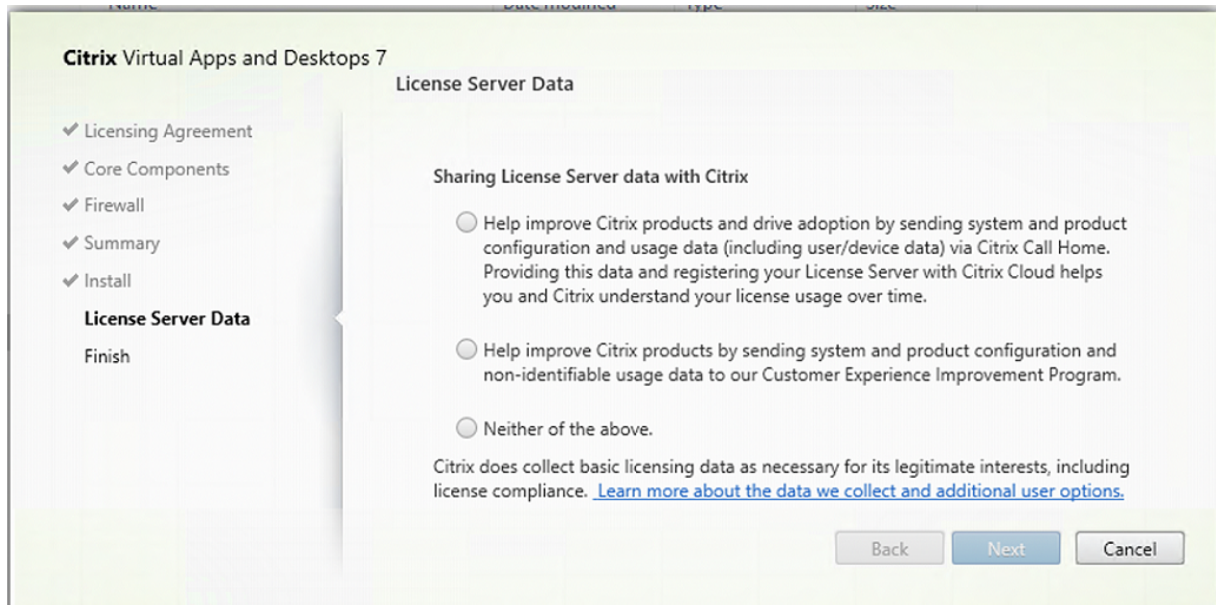 Name Date modified Type Size
Citrix Virtual Apps and Desktops 7
License Server Data
✔ Licensing Agreement
✔ Core Components
✔ Firewall
✔ Summary
✔ Install
License Server Data
Finish
Sharing License Server data with Citrix
Help improve Citrix products and drive adoption by sending system and product
configuration and usage data (including user/device data) via Citrix Call Home.
Providing this data and registering your License Server with Citrix Cloud helps
you and Citrix understand your license usage over time.
Help improve Citrix products by sending system and product configuration and
non-identifiable usage data to our Customer Experience Improvement Program.
Neither of the above.
Citrix does collect basic licensing data as necessary for its legitimate interests, including
license compliance. Learn more about the data we collect and additional user options.
Back Next Cancel